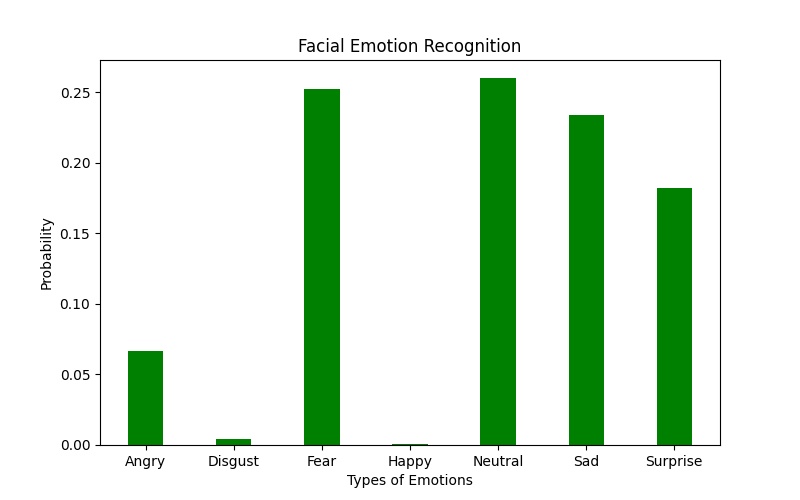 Facial Emotion Recognition
0.25
0.20
0.15
0.10
0.05
0.00
Probability
Angry Disgust Fear Happy Neutral Sad Surprise
Types of Emotions